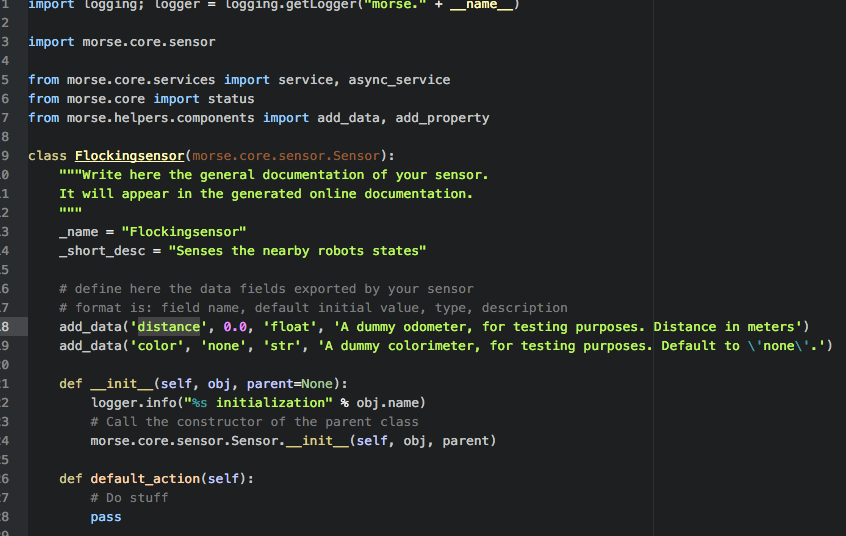 1 import logging; logger = logging.getLogger("morse." + __name__)
2
3 import morse.core.sensor
4
5 from morse.core.services import service, async_service
6 from morse.core import status
7 from morse.helpers.components import add_data, add_property
8
9 class Flockingsensor(morse.core.sensor.Sensor):
0     """Write here the general documentation of your sensor.
1     It will appear in the generated online documentation.
2     """
3     _name = "Flockingsensor"
4     _short_desc = "Senses the nearby robots states"
5
6     # define here the data fields exported by your sensor
7     # format is: field name, default initial value, type, description
8     add_data('distance', 0.0, 'float', 'A dummy odometer, for testing purposes. Distance in meters')
9     add_data('color', 'none', 'str', 'A dummy colorimeter, for testing purposes. Default to \'none\'.')
0
1     def __init__(self, obj, parent=None):
2         logger.info("%s initialization" % obj.name)
3         # Call the constructor of the parent class
4         morse.core.sensor.Sensor.__init__(self, obj, parent)
5
6     def default_action(self):
7         # Do stuff
8         pass
9